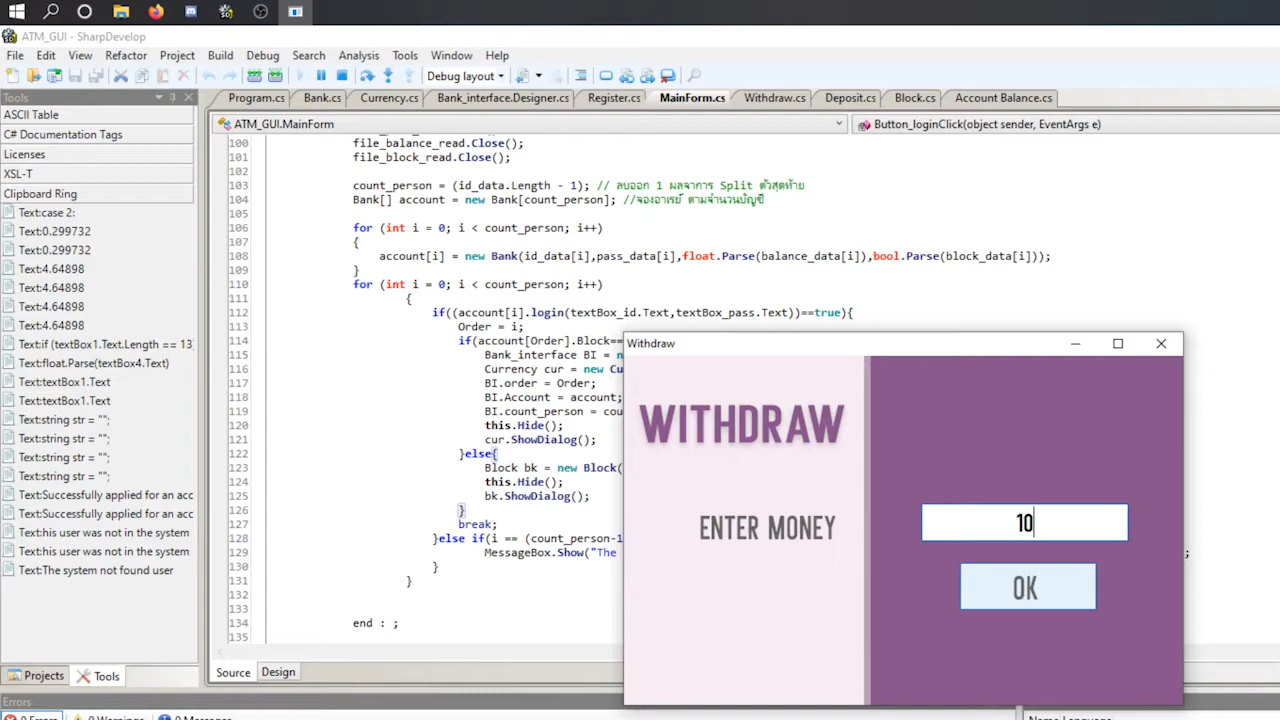 ATM_GUI - SharpDevelop
File Edit View Refactor Project Build Debug Search Analysis Tools Window Help
Debug layout
Tools
Program.cs Bank.cs Currency.cs Bank_interface.Designer.cs Register.cs MainForm.cs Withdraw.cs Deposit.cs Block.cs Account Balance.cs
ATM_GUI.MainForm
Button_loginClick(object sender, EventArgs e)
ASCII Table
C# Documentation Tags
Licenses
XSL-T
Clipboard Ring
Text:case 2:
Text:0.299732
Text:0.299732
Text:4.64898
Text:4.64898
Text:4.64898
Text:4.64898
Text:if (textBox1.Text.Length == 13)
Text:float.Parse(textBox4.Text)
Text:textBox1.Text
Text:textBox1.Text
Text:string str = "";
Text:string str = "";
Text:string str = "";
Text:string str = "";
Text:Successfully applied for an acc
Text:Successfully applied for an acc
Text:this user was not in the system
Text:this user was not in the system
Text:The system not found user
Projects Tools
100 file_balance_read.Close();
101 file_block_read.Close();
102
103 count_person = (id_data.Length - 1); // ลบออก 1 ผลจาการ Split ตัวสุดท้าย
104 Bank[] account = new Bank[count_person]; //จองอาเรย์ ตามจำนวนบัญชี
105
106 for (int i = 0; i < count_person; i++)
107 {
108 account[i] = new Bank(id_data[i],pass_data[i],float.Parse(balance_data[i]),bool.Parse(block_data[i]));
109 }
110 for (int i = 0; i < count_person; i++)
111 {
112 if((account[i].login(textBox_id.Text,textBox_pass.Text))==true){
113 Order = i;
114 if(account[Order].Block==
115 Bank_interface BI = n
116 Currency cur = new Cu
117 BI.order = Order;
118 BI.Account = account;
119 BI.count_person = cou
120 this.Hide();
121 cur.ShowDialog();
122 }else{
123 Block bk = new Block(
124 this.Hide();
125 bk.ShowDialog();
126 }
127 break;
128 }else if(i == (count_person-1
129 MessageBox.Show("The
130 }
131 }
132
133
134 end : ;
135
Source Design
Withdraw
WITHDRAW
ENTER MONEY
10
OK
Errors
0 Errors 0 Warnings 0 Messages